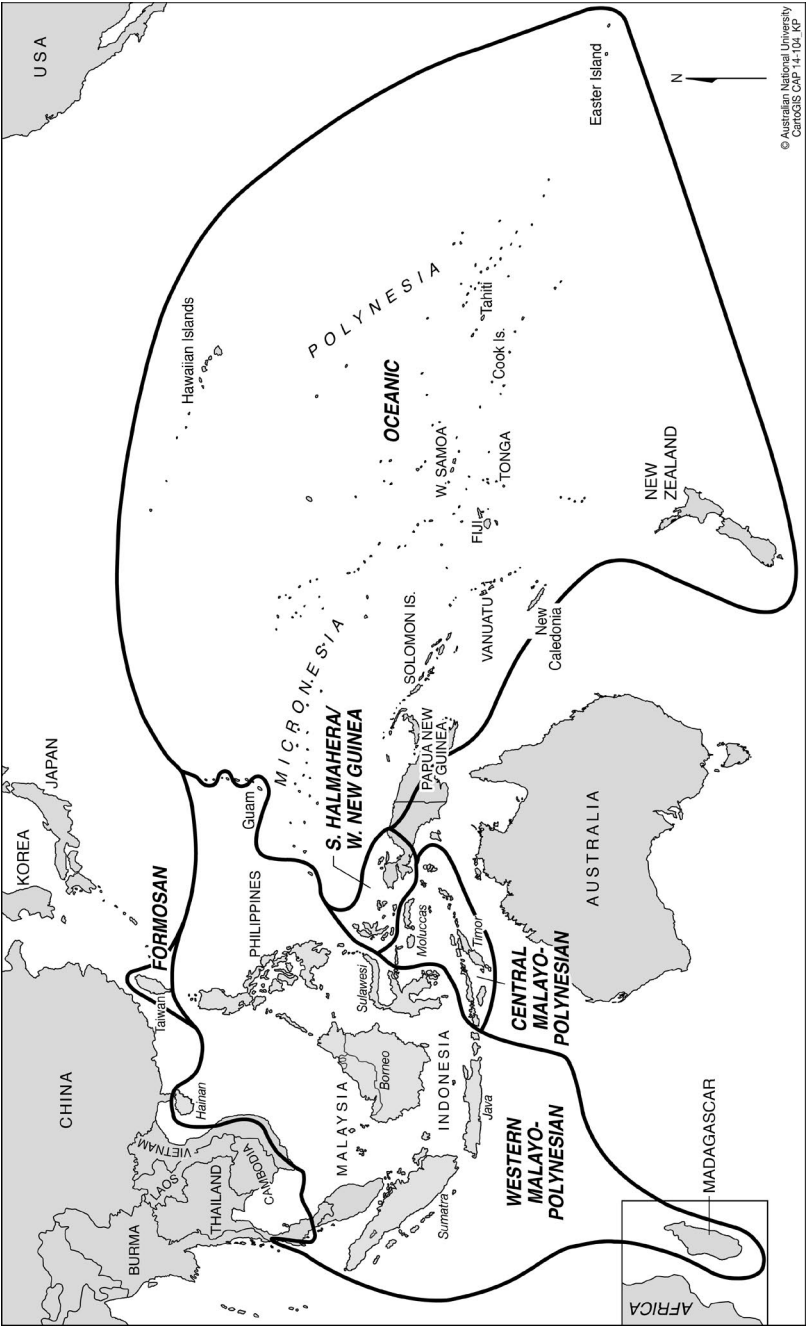 USA
CHINA
KOREA
JAPAN
BURMA
LAOS
VIETNAM
THAILAND
CAMBODIA
Hainan
Taiwan
FORMOSAN
PHILIPPINES
Guam
MICRONESIA
Hawaiian Islands
POLYNESIA
OCEANIC
MALAYSIA
Borneo
Sulawesi
Moluccas
S. HALMAHERA/
W. NEW GUINEA
PAPUA NEW
GUINEA
SOLOMON IS.
W. SAMOA
Tahiti
Cook Is.
Easter Island
Sumatra
INDONESIA
Java
Timor
VANUATU
FIJI
TONGA
New
Caledonia
WESTERN
MALAYO-
POLYNESIAN
CENTRAL
MALAYO-
POLYNESIAN
AUSTRALIA
NEW
ZEALAND
AFRICA
MADAGASCAR
N
© Australian National University
CartoGIS CAP 14-104_KP